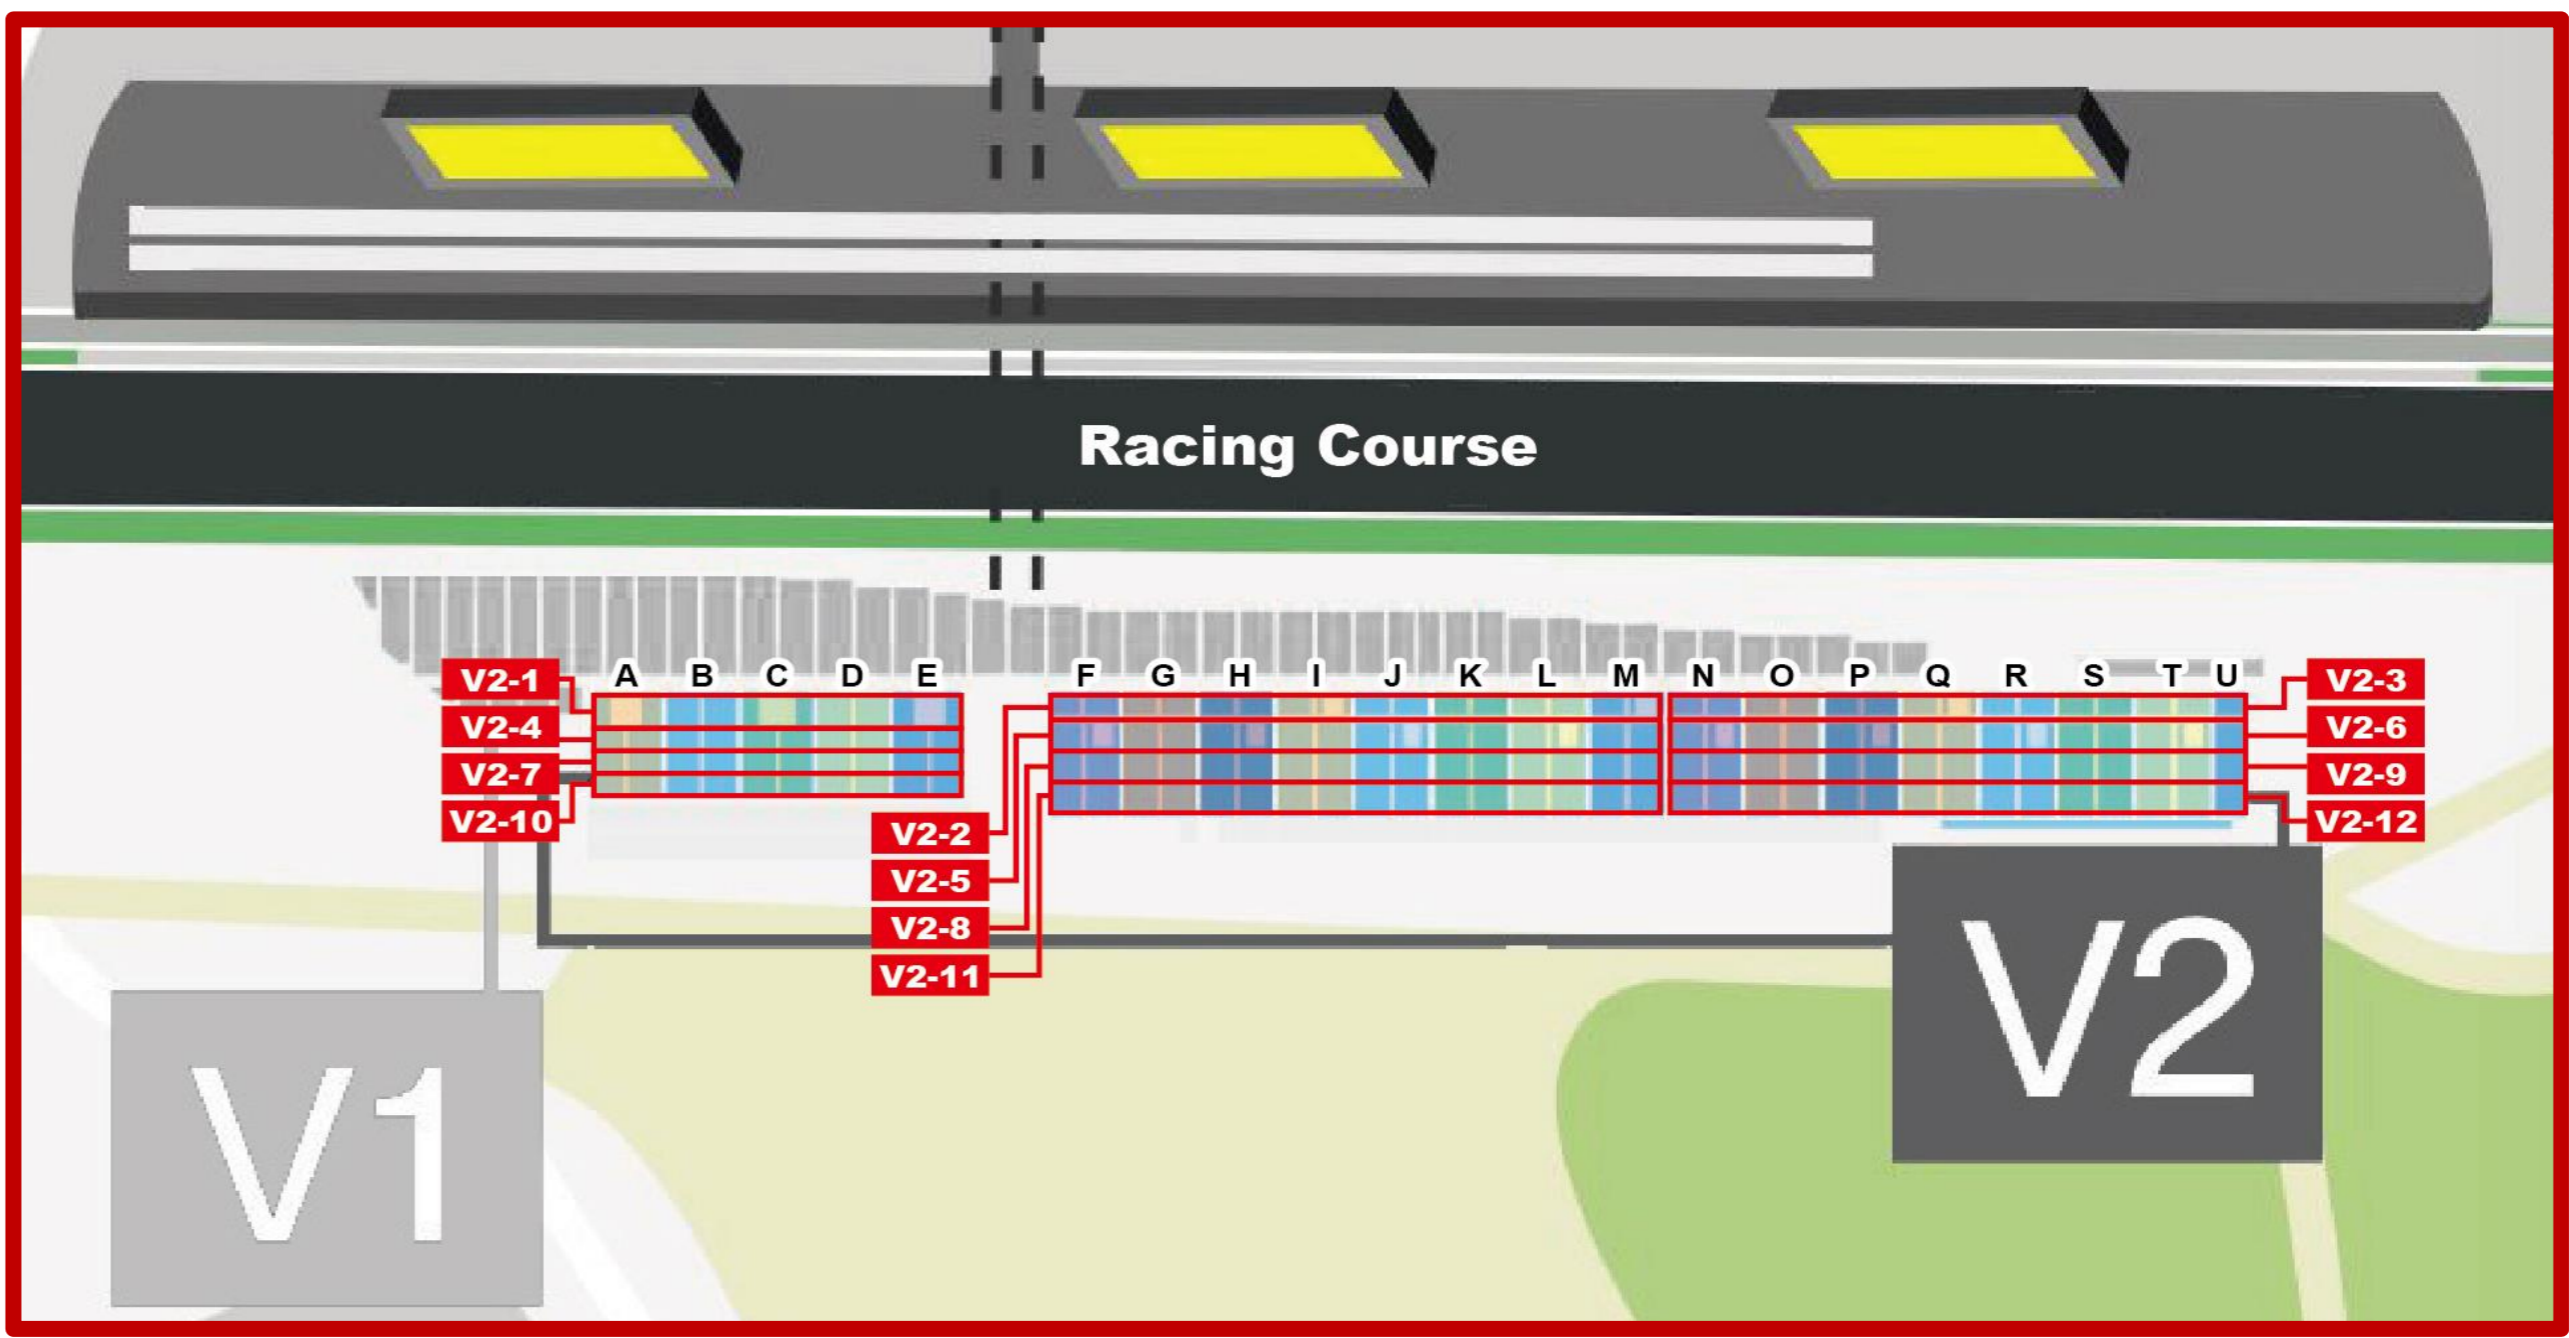 Racing Course
A B C D E F G H I J K L M N O P Q R S T U
V2-1
V2-4
V2-7
V2-10
V2-2
V2-5
V2-8
V2-11
V2-3
V2-6
V2-9
V2-12
V1
V2